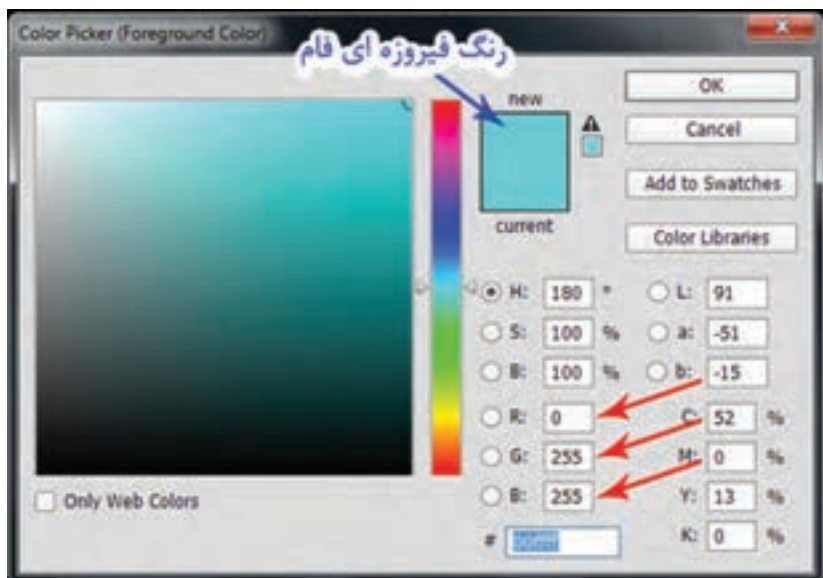 Color Picker (Foreground Color)
رنگ فیروزه ای فام
new
current
OK
Cancel
Add to Swatches
Color Libraries
H: 180 °
S: 100 %
B: 100 %
R: 0
G: 255
B: 255
#
L: 91
a: -51
b: -15
C: 52 %
M: 0 %
Y: 13 %
K: 0 %
Only Web Colors